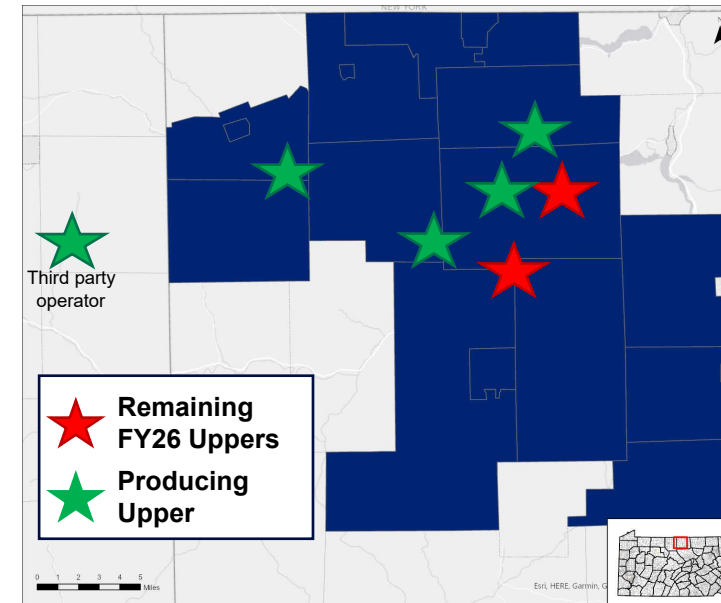 NEW YORK
Third party
operator
Remaining
FY26 Uppers
Producing
Upper
0 1 2 3 4 5
Miles
Esri, HERE, Garmin, G